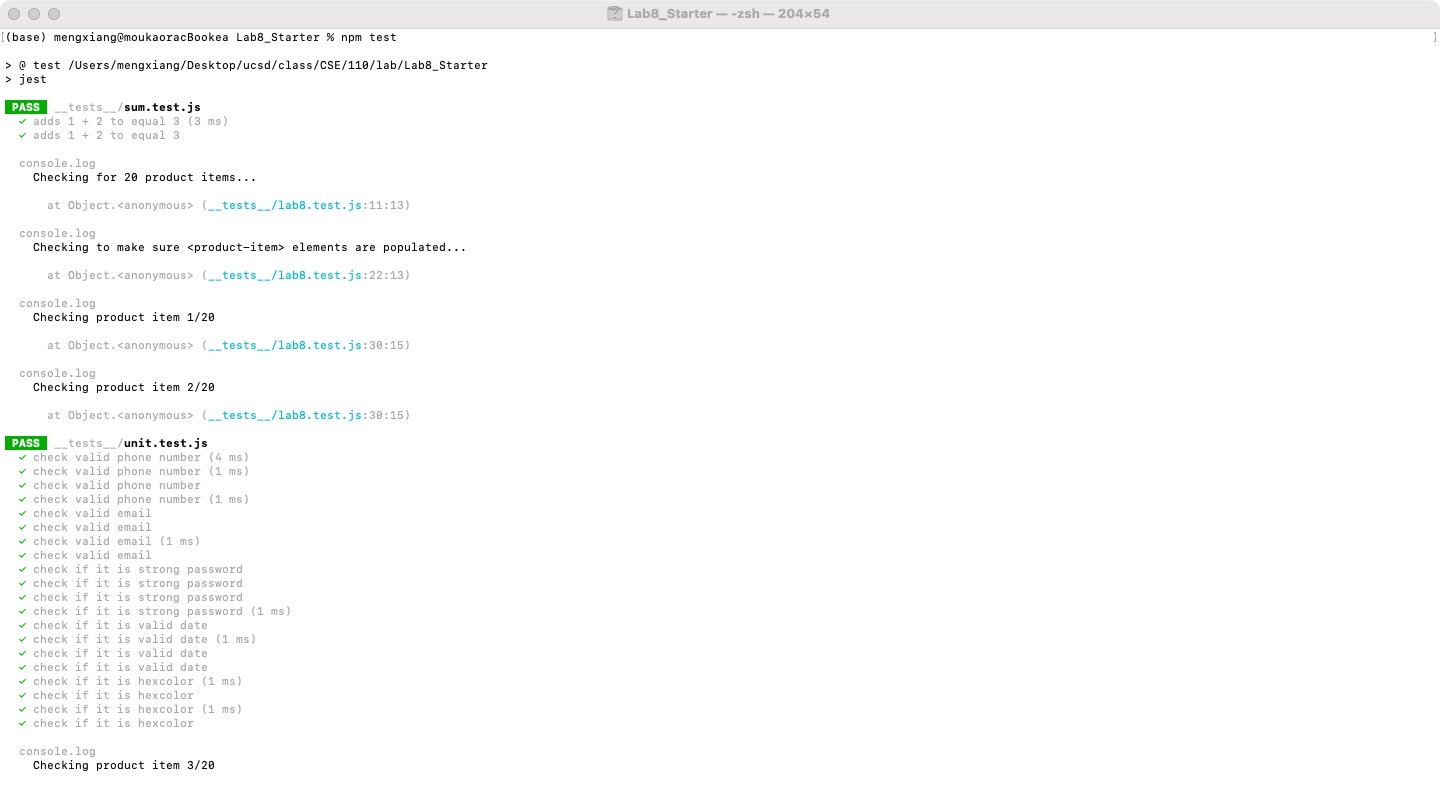 Lab8_Starter — -zsh — 204×54
[(base) mengxiang@moukaoracBookea Lab8_Starter % npm test ]
> @ test /Users/mengxiang/Desktop/ucsd/class/CSE/110/lab/Lab8_Starter
> jest
PASS __tests__/sum.test.js
✓ adds 1 + 2 to equal 3 (3 ms)
✓ adds 1 + 2 to equal 3
console.log
Checking for 20 product items...
at Object.<anonymous> (__tests__/lab8.test.js:11:13)
console.log
Checking to make sure <product-item> elements are populated...
at Object.<anonymous> (__tests__/lab8.test.js:22:13)
console.log
Checking product item 1/20
at Object.<anonymous> (__tests__/lab8.test.js:30:15)
console.log
Checking product item 2/20
at Object.<anonymous> (__tests__/lab8.test.js:30:15)
PASS __tests__/unit.test.js
✓ check valid phone number (4 ms)
✓ check valid phone number (1 ms)
✓ check valid phone number
✓ check valid phone number (1 ms)
✓ check valid email
✓ check valid email
✓ check valid email (1 ms)
✓ check valid email
✓ check if it is strong password
✓ check if it is strong password
✓ check if it is strong password
✓ check if it is strong password (1 ms)
✓ check if it is valid date
✓ check if it is valid date (1 ms)
✓ check if it is valid date
✓ check if it is valid date
✓ check if it is hexcolor (1 ms)
✓ check if it is hexcolor
✓ check if it is hexcolor (1 ms)
✓ check if it is hexcolor
console.log
Checking product item 3/20